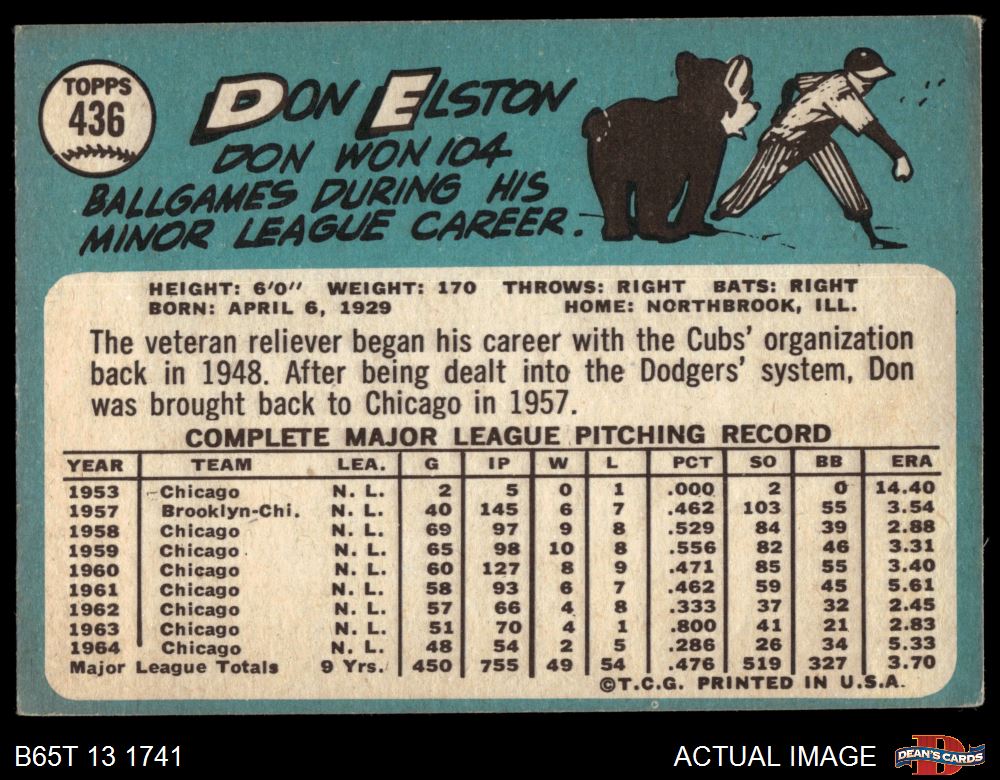 TOPPS
436
DON ELSTON
DON WON 104
BALLGAMES DURING HIS
MINOR LEAGUE CAREER.
HEIGHT: 6'0" WEIGHT: 170 THROWS: RIGHT BATS: RIGHT
BORN: APRIL 6, 1929 HOME: NORTHBROOK, ILL.
The veteran reliever began his career with the Cubs' organization
back in 1948. After being dealt into the Dodgers' system, Don
was brought back to Chicago in 1957.
COMPLETE MAJOR LEAGUE PITCHING RECORD
YEAR TEAM LEA. G IP W L PCT SO BB ERA
1953 Chicago N. L. 2 5 0 1 .000 2 0 14.40
1957 Brooklyn-Chi. N. L. 40 145 6 7 .462 103 55 3.54
1958 Chicago N. L. 69 97 9 8 .529 84 39 2.88
1959 Chicago N. L. 65 98 10 8 .556 82 46 3.31
1960 Chicago N. L. 60 127 8 9 .471 85 55 3.40
1961 Chicago N. L. 58 93 6 7 .462 59 45 5.61
1962 Chicago N. L. 57 66 4 8 .333 37 32 2.45
1963 Chicago N. L. 51 70 4 1 .800 41 21 2.83
1964 Chicago N. L. 48 54 2 5 .286 26 34 5.33
Major League Totals 9 Yrs. 450 755 49 54 .476 519 327 3.70
©T.C.G. PRINTED IN U.S.A.
B65T 13 1741
ACTUAL IMAGE
D
DEAN'S CARDS